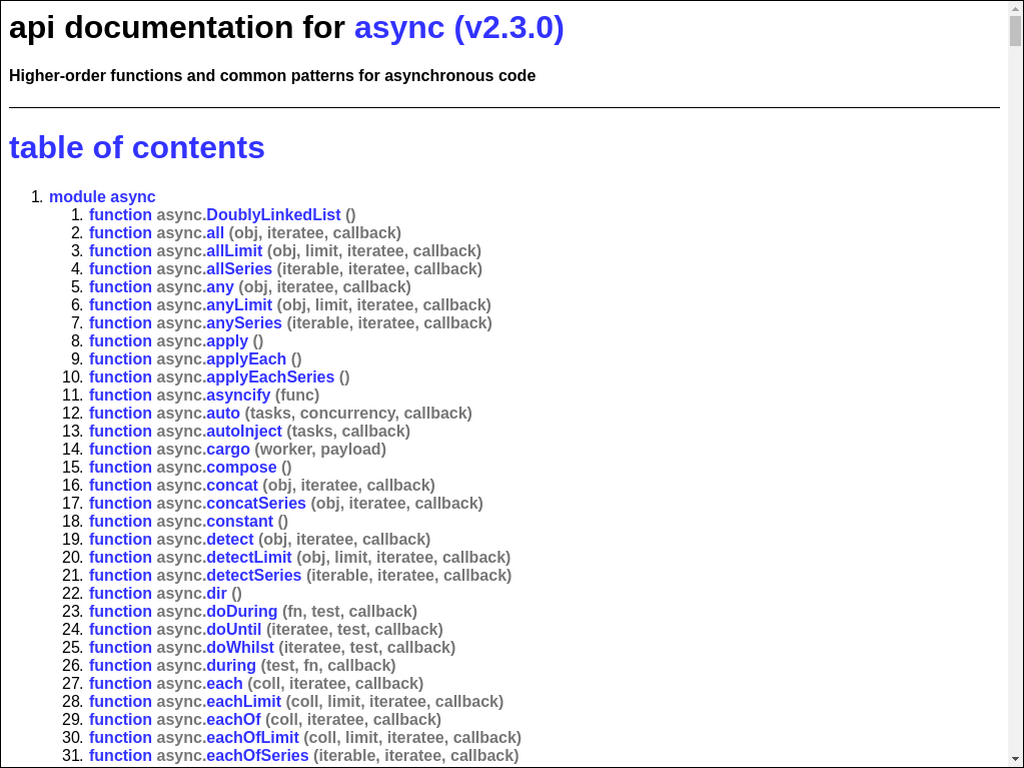 api documentation for async (v2.3.0)
Higher-order functions and common patterns for asynchronous code
table of contents
1. module async
1. function async.DoublyLinkedList ()
2. function async.all (obj, iteratee, callback)
3. function async.allLimit (obj, limit, iteratee, callback)
4. function async.allSeries (iterable, iteratee, callback)
5. function async.any (obj, iteratee, callback)
6. function async.anyLimit (obj, limit, iteratee, callback)
7. function async.anySeries (iterable, iteratee, callback)
8. function async.apply ()
9. function async.applyEach ()
10. function async.applyEachSeries ()
11. function async.asyncify (func)
12. function async.auto (tasks, concurrency, callback)
13. function async.autoInject (tasks, callback)
14. function async.cargo (worker, payload)
15. function async.compose ()
16. function async.concat (obj, iteratee, callback)
17. function async.concatSeries (obj, iteratee, callback)
18. function async.constant ()
19. function async.detect (obj, iteratee, callback)
20. function async.detectLimit (obj, limit, iteratee, callback)
21. function async.detectSeries (iterable, iteratee, callback)
22. function async.dir ()
23. function async.doDuring (fn, test, callback)
24. function async.doUntil (iteratee, test, callback)
25. function async.doWhilst (iteratee, test, callback)
26. function async.during (test, fn, callback)
27. function async.each (coll, iteratee, callback)
28. function async.eachLimit (coll, limit, iteratee, callback)
29. function async.eachOf (coll, iteratee, callback)
30. function async.eachOfLimit (coll, limit, iteratee, callback)
31. function async.eachOfSeries (iterable, iteratee, callback)